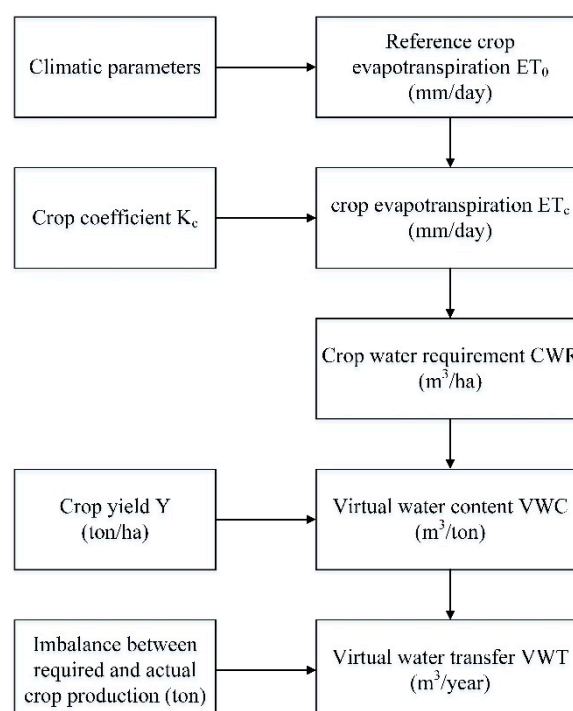 Climatic parameters
Reference crop
evapotranspiration ET₀
(mm/day)
Crop coefficient K_c
crop evapotranspiration ET_c
(mm/day)
Crop water requirement CWR
(m³/ha)
Crop yield Y
(ton/ha)
Virtual water content VWC
(m³/ton)
Imbalance between
required and actual
crop production (ton)
Virtual water transfer VWT
(m³/year)